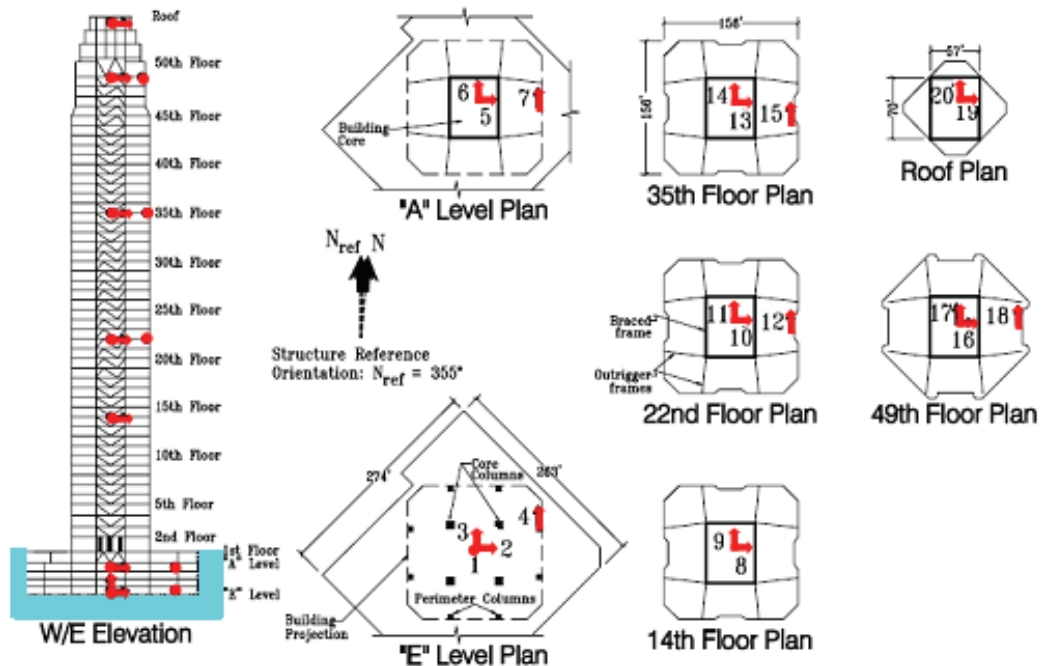 Roof
50th Floor
45th Floor
40th Floor
35th Floor
30th Floor
25th Floor
20th Floor
15th Floor
10th Floor
5th Floor
2nd Floor
1st Floor
"A" Level
"E" Level
W/E Elevation
6
5
7
Building
Core
"A" Level Plan
156'
156'
14
13
15
35th Floor Plan
57'
70'
20
19
Roof Plan
Nref N
Structure Reference
Orientation: Nref = 355°
11
10
12
Braced
frame
Outrigger
frames
22nd Floor Plan
17
16
18
49th Floor Plan
274'
263'
Core
Columns
3
2
1
4
Perimeter Columns
Building
Projection
"E" Level Plan
9
8
14th Floor Plan